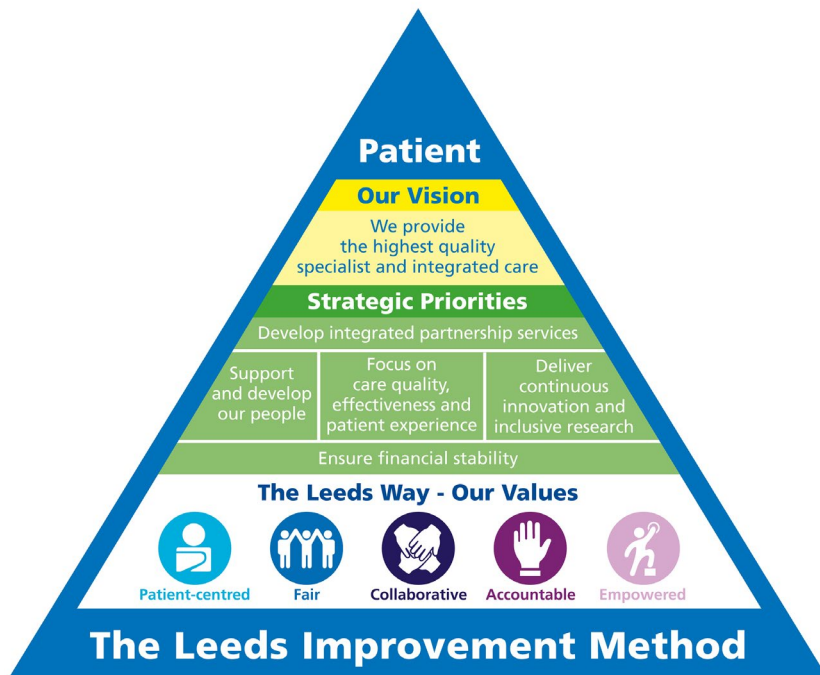 Patient
Our Vision
We provide
the highest quality
specialist and integrated care
Strategic Priorities
Develop integrated partnership services
Support
and develop
our people
Focus on
care quality,
effectiveness and
patient experience
Deliver
continuous
innovation and
inclusive research
Ensure financial stability
The Leeds Way - Our Values
Patient-centred
Fair
Collaborative
Accountable
Empowered
The Leeds Improvement Method